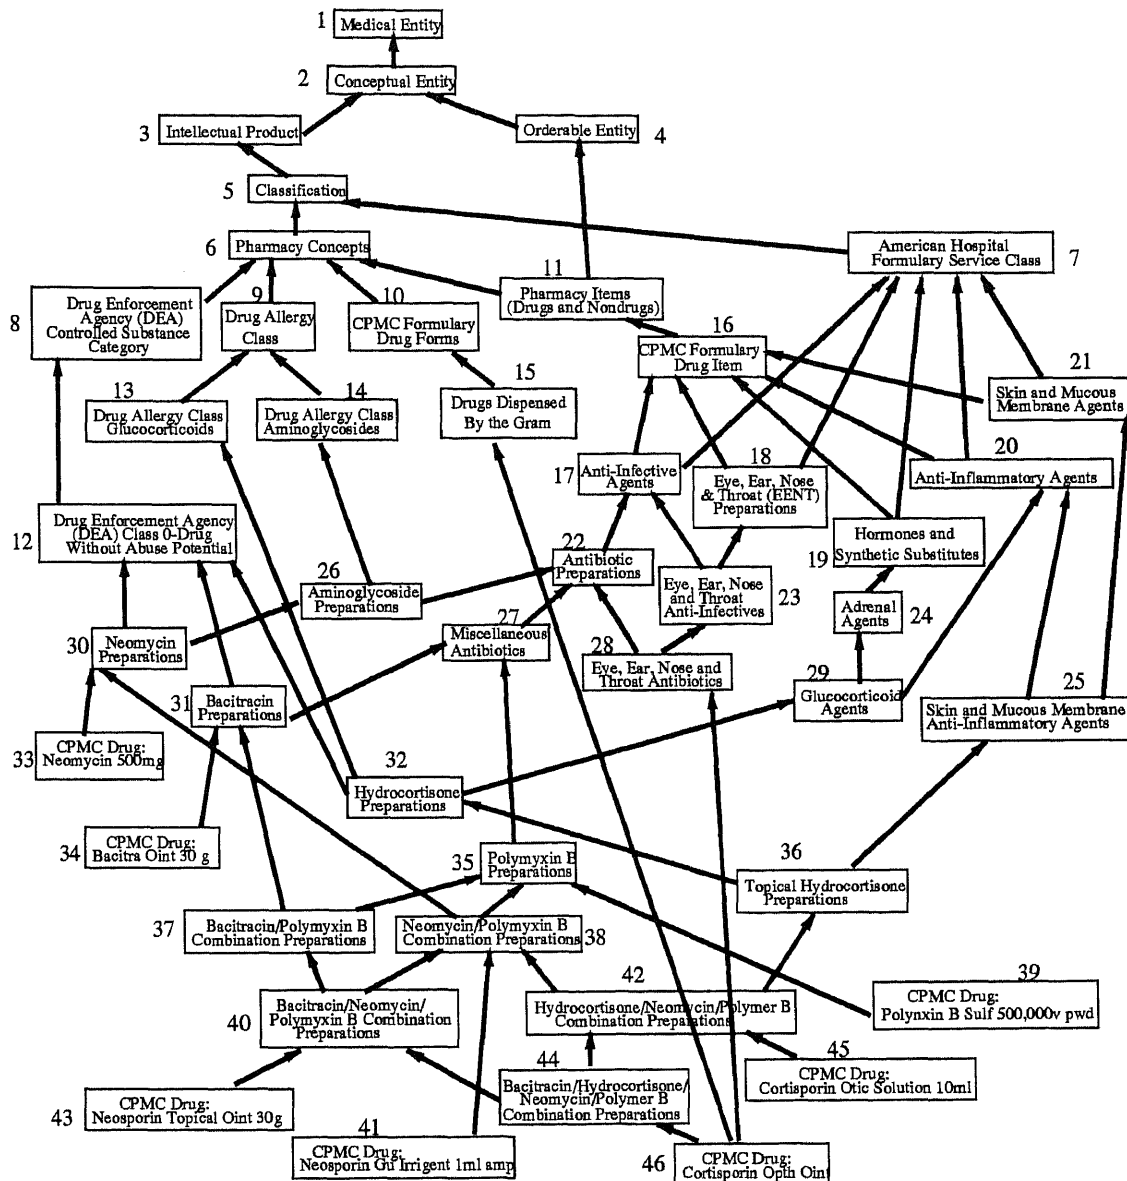 1
Medical Entity
2
Conceptual Entity
3
Intellectual Product
Orderable Entity
4
5
Classification
6
Pharmacy Concepts
American Hospital
Formulary Service Class
7
8
Drug Enforcement
Agency (DEA)
Controlled Substance
Category
9
Drug Allergy
Class
10
CPMC Formulary
Drug Forms
11
Pharmacy Items
(Drugs and Nondrugs)
16
CPMC Formulary
Drug Item
21
Skin and Mucous
Membrane Agents
13
Drug Allergy Class
Glucocorticoids
14
Drug Allergy Class
Aminoglycosides
15
Drugs Dispensed
By the Gram
17
Anti-Infective
Agents
18
Eye, Ear, Nose
& Throat (EENT)
Preparations
20
Anti-Inflammatory Agents
12
Drug Enforcement Agency
(DEA) Class 0-Drug
Without Abuse Potential
19
Hormones and
Synthetic Substitutes
22
Antibiotic
Preparations
23
Eye, Ear, Nose
and Throat
Anti-Infectives
26
Aminoglycoside
Preparations
24
Adrenal
Agents
30
Neomycin
Preparations
27
Miscellaneous
Antibiotics
28
Eye, Ear, Nose and
Throat Antibiotics
29
Glucocorticoid
Agents
25
Skin and Mucous Membrane
Anti-Inflammatory Agents
31
Bacitracin
Preparations
33
CPMC Drug:
Neomycin 500mg
32
Hydrocortisone
Preparations
34
CPMC Drug:
Bacitra Oint 30 g
35
Polymyxin B
Preparations
36
Topical Hydrocortisone
Preparations
37
Bacitracin/Polymyxin B
Combination Preparations
Neomycin/Polymyxin B
Combination Preparations
38
39
CPMC Drug:
Polynxin B Sulf 500,000v pwd
40
Bacitracin/Neomycin/
Polymyxin B Combination
Preparations
42
Hydrocortisone/Neomycin/Polymer B
Combination Preparations
43
CPMC Drug:
Neosporin Topical Oint 30g
44
Bacitracin/Hydrocortisone/
Neomycin/Polymer B
Combination Preparations
45
CPMC Drug:
Cortisporin Otic Solution 10ml
41
CPMC Drug:
Neosporin Gu Irrigent 1ml amp
46
CPMC Drug:
Cortisporin Opth Oint